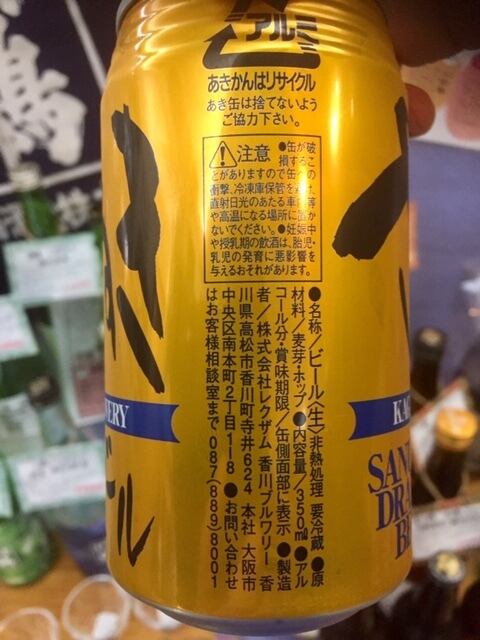 アルミ
あきかんはリサイクル
あき缶は捨てないよう
ご協力下さい。
注意 ●缶が破
損するこ
とがありますので缶への
衝撃、冷凍庫保管を避け、
直射日光のあたる車内等
や高温になる場所に置か
ないでください。●妊娠中
や授乳期の飲酒は、胎児・
乳児の発育に悪影響を
与えるおそれがあります。
●名称/ビール〈生〉非熱処理 要冷蔵 ●原
材料/麦芽・ホップ ●内容量/350㎖ ●アル
コール分・賞味期限/缶側面部に表示 ●製造
者/株式会社レクザム 香川ブルワリー 香
川県高松市香川町寺井624 本社 大阪市
中央区南本町2丁目1-8 ●お問い合わせ
はお客様相談室まで 087(889)8001
ERY
ビル
KAG
SAN
DRA
BE